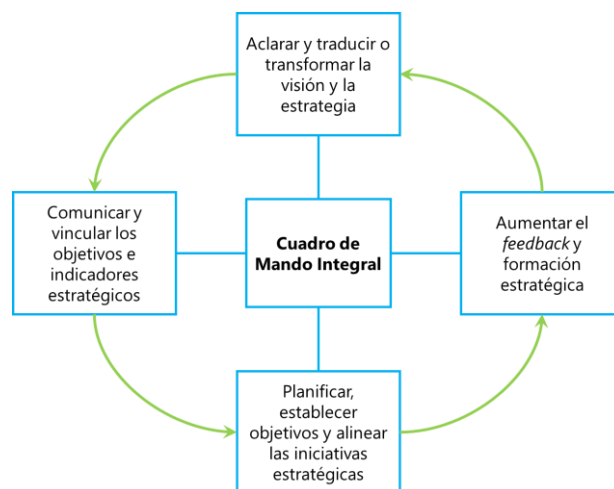 Aclarar y traducir o
transformar la
visión y la
estrategia
Comunicar y
vincular los
objetivos e
indicadores
estratégicos
Cuadro de
Mando Integral
Aumentar el
feedback y
formación
estratégica
Planificar,
establecer
objetivos y alinear
las iniciativas
estratégicas